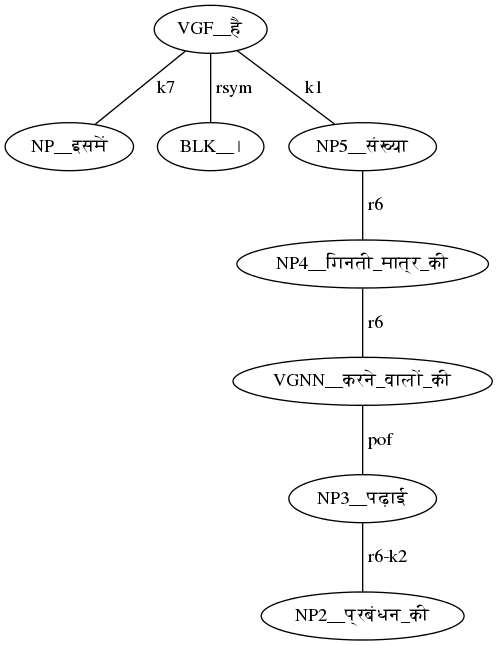 VGF__है
k7 rsym k1
NP__इसमें BLK__। NP5__संख्या
r6
NP4__गिनती_मात्र_की
r6
VGNN__करने_वालों_की
pof
NP3__पढ़ाई
r6-k2
NP2__प्रबंधन_की